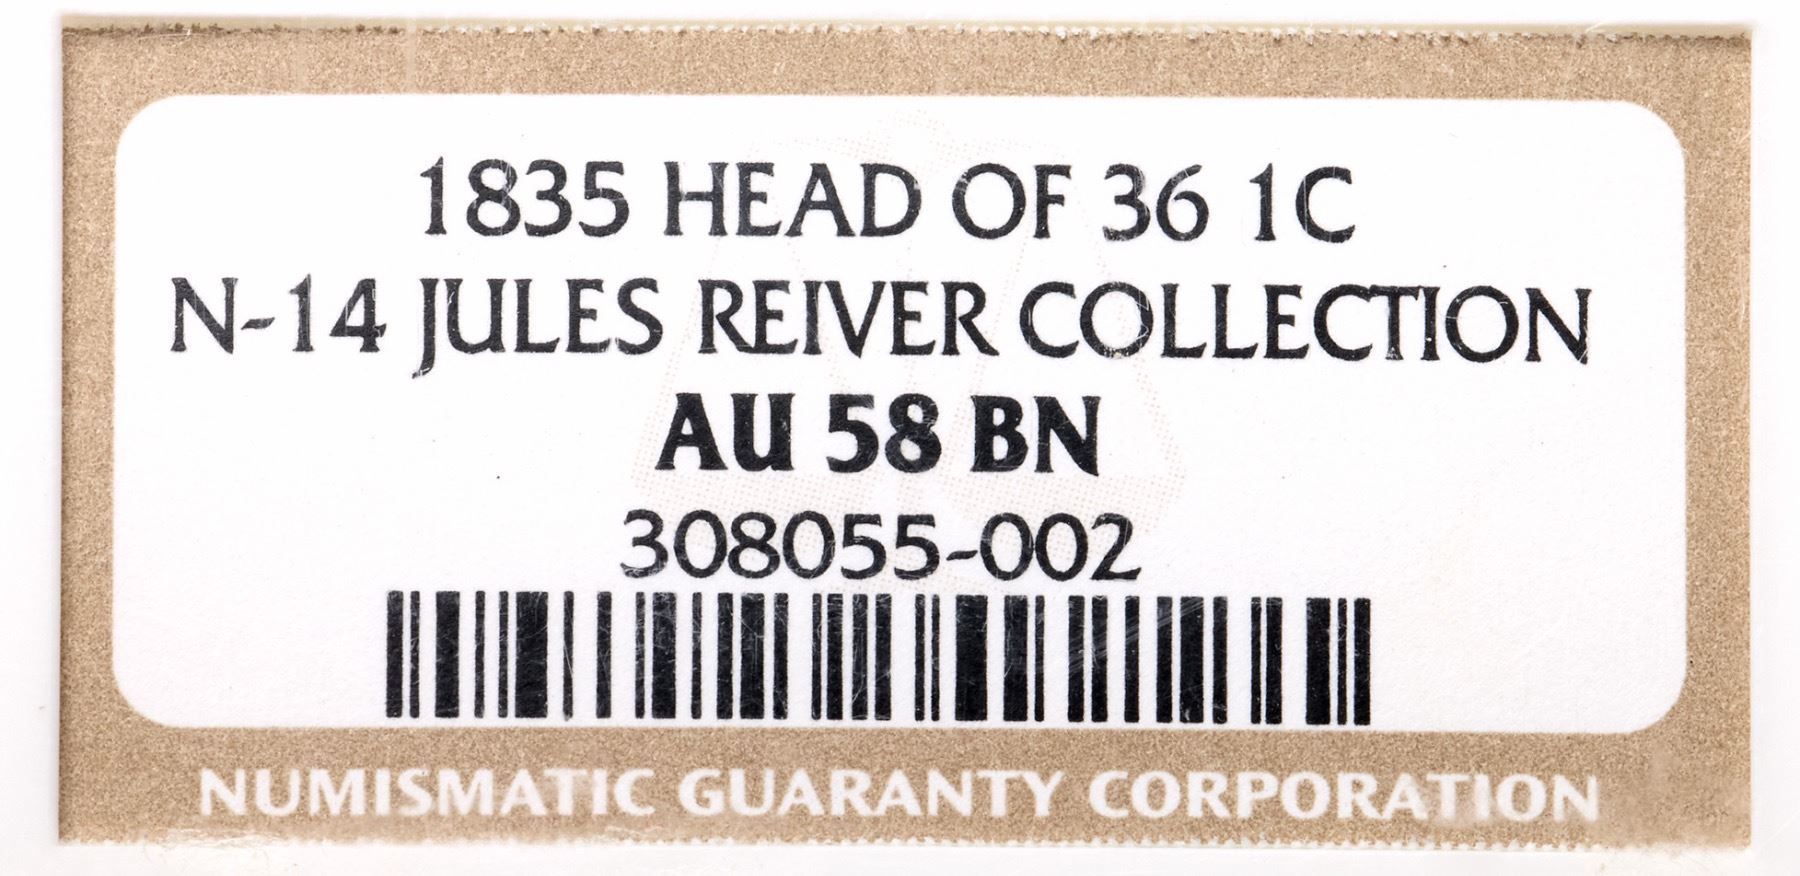 1835 HEAD OF 36 1C
N-14 JULES REIVER COLLECTION
AU 58 BN
308055-002
NUMISMATIC GUARANTY CORPORATION